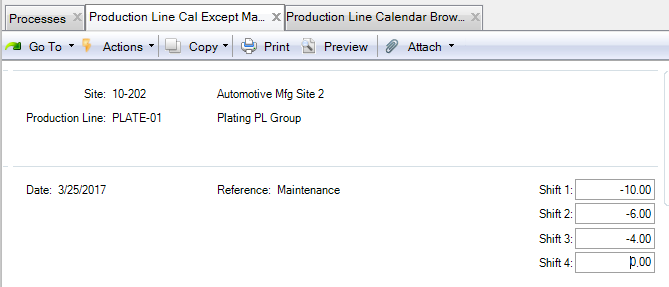 Processes Production Line Cal Except Ma... Production Line Calendar Brow...
Go To Actions Copy Print Preview Attach
Site: 10-202 Automotive Mfg Site 2
Production Line: PLATE-01 Plating PL Group
Date: 3/25/2017 Reference: Maintenance Shift 1: -10.00
Shift 2: -6.00
Shift 3: -4.00
Shift 4: 0.00